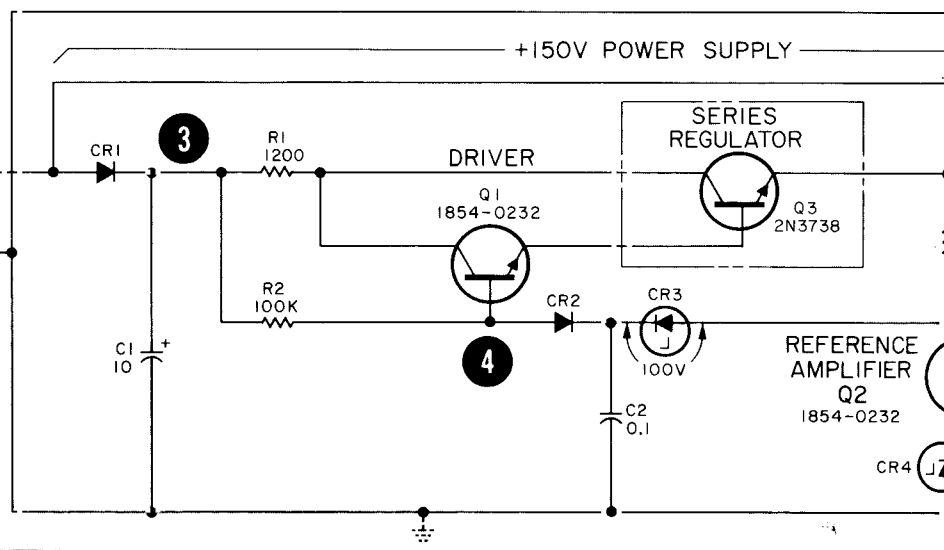 +150V POWER SUPPLY
SERIES
REGULATOR
3
R1
1200
CR1
DRIVER
Q1
1854-0232
Q3
2N3738
R2
100K
CR2
CR3
4
100V
C1
+
10
REFERENCE
AMPLIFIER
Q2
1854-0232
C2
0.1
CR4